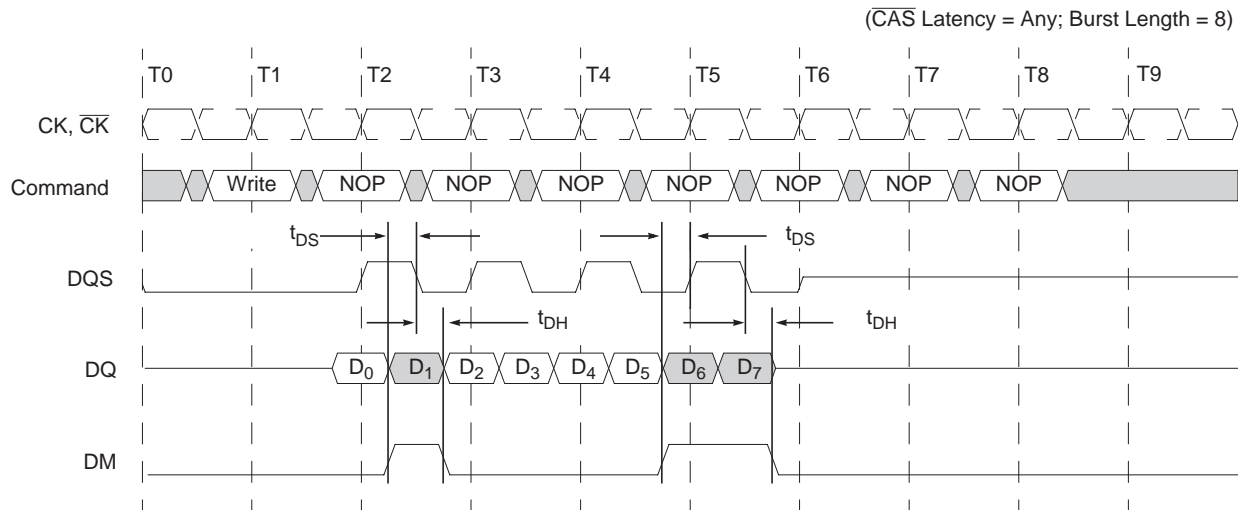 (C̅A̅S̅ Latency = Any; Burst Length = 8)
T0 T1 T2 T3 T4 T5 T6 T7 T8 T9
CK, C̅K̅
Command Write NOP NOP NOP NOP NOP NOP NOP
tDS tDS
DQS
tDH tDH
DQ D0 D1 D2 D3 D4 D5 D6 D7
DM